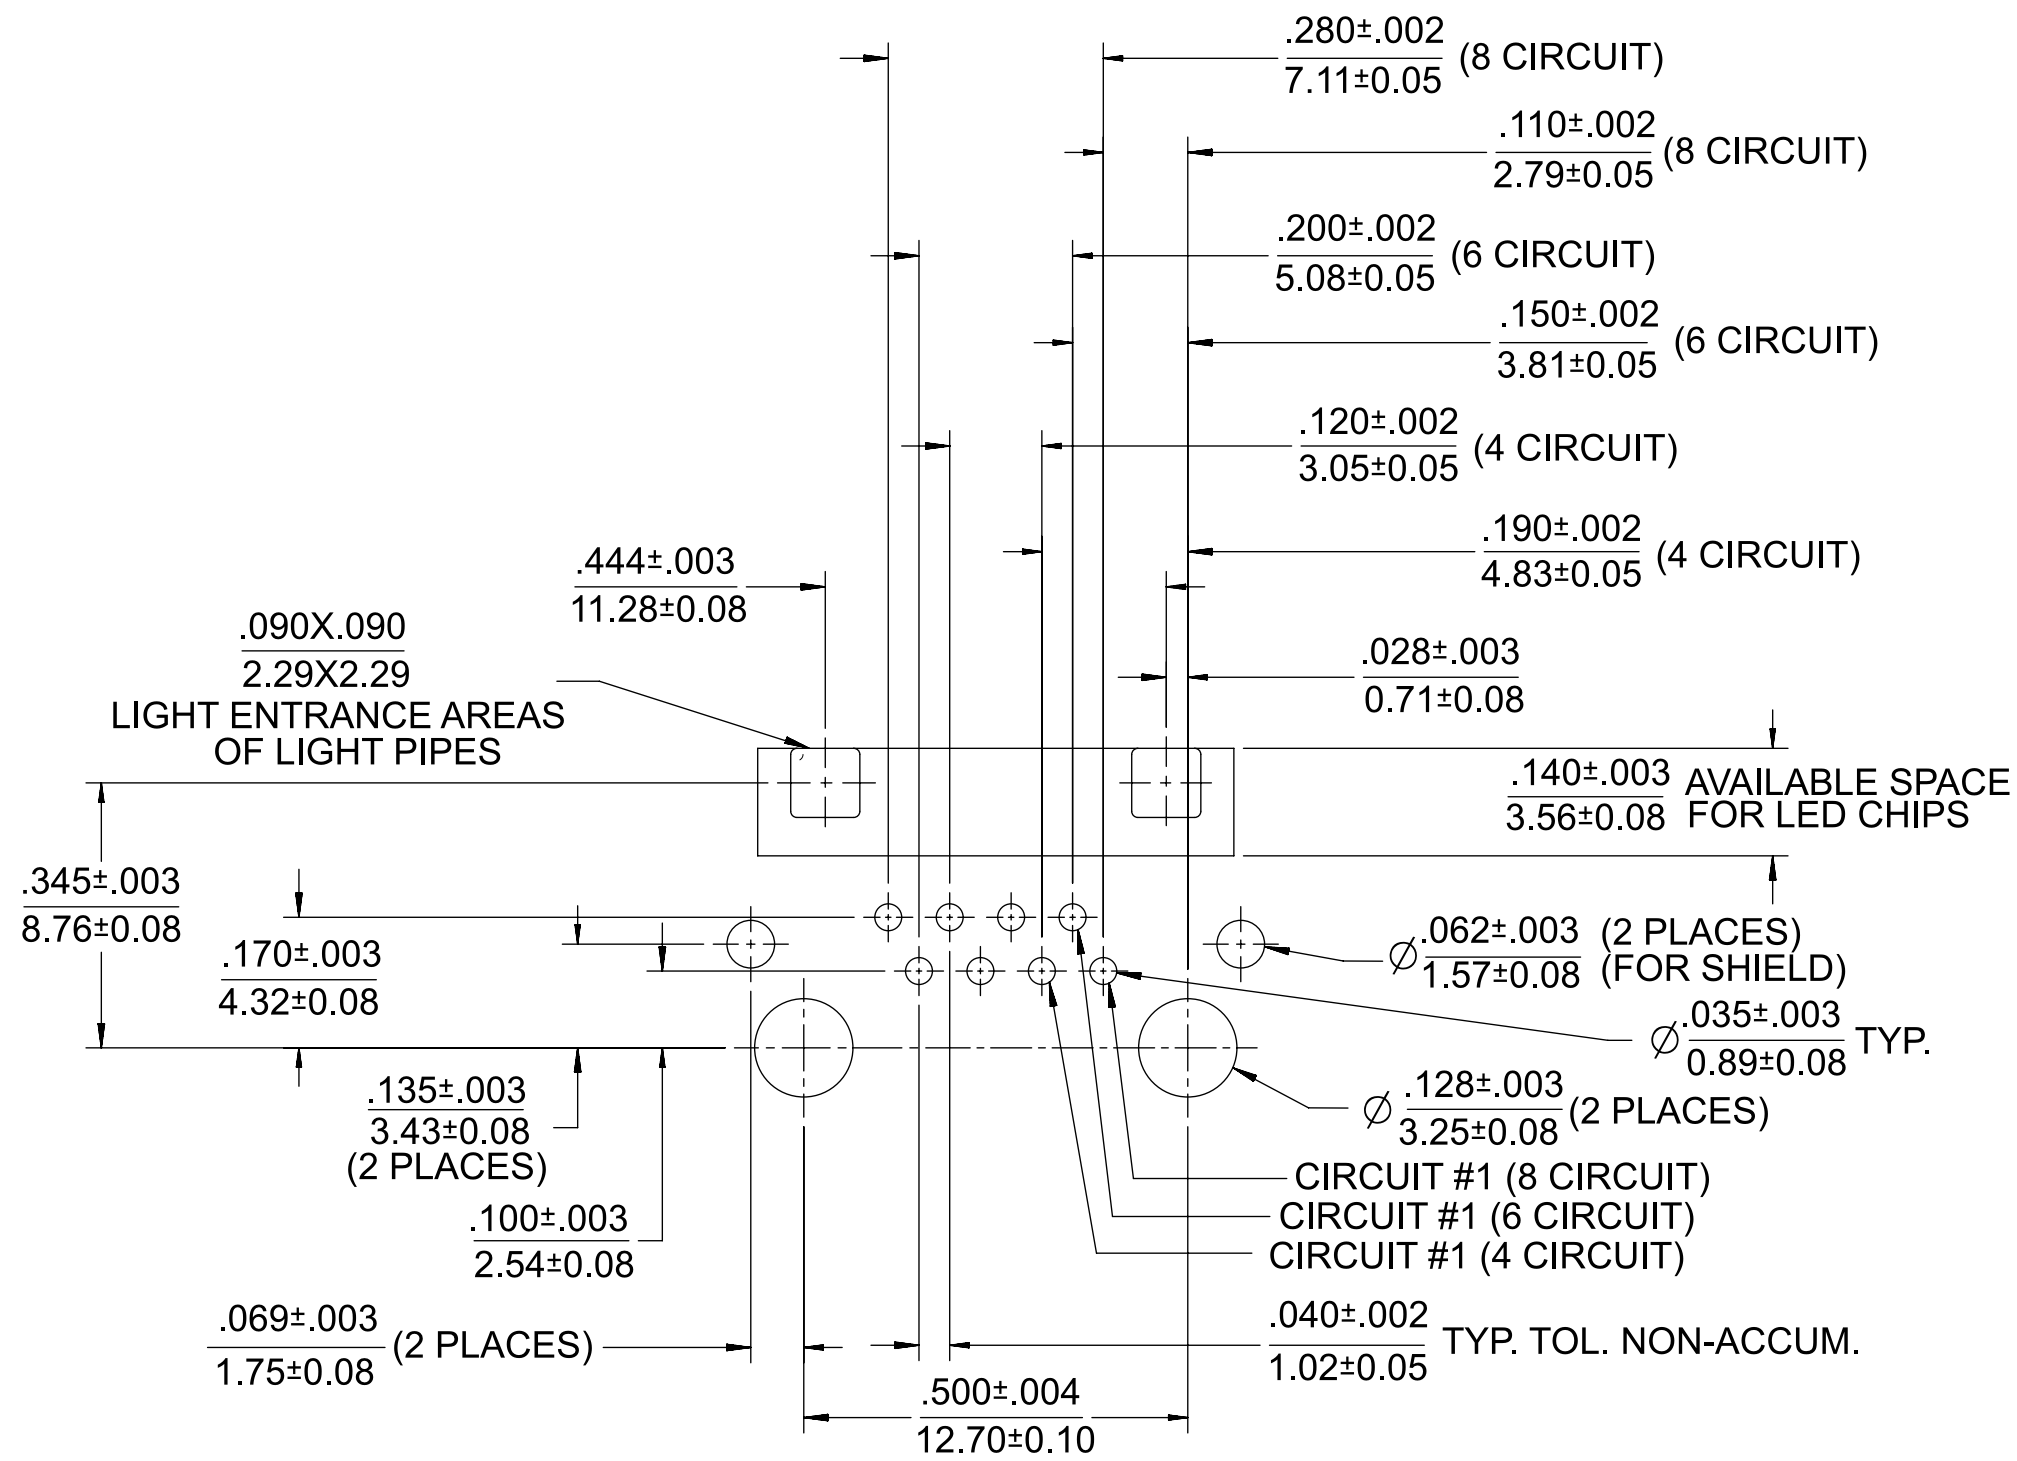 .280±.002
7.11±0.05
(8 CIRCUIT)
.110±.002
2.79±0.05
(8 CIRCUIT)
.200±.002
5.08±0.05
(6 CIRCUIT)
.150±.002
3.81±0.05
(6 CIRCUIT)
.120±.002
3.05±0.05
(4 CIRCUIT)
.190±.002
4.83±0.05
(4 CIRCUIT)
.444±.003
11.28±0.08
.090X.090
2.29X2.29
LIGHT ENTRANCE AREAS
OF LIGHT PIPES
.028±.003
0.71±0.08
.140±.003
3.56±0.08
AVAILABLE SPACE
FOR LED CHIPS
.345±.003
8.76±0.08
.170±.003
4.32±0.08
Ø .062±.003
1.57±0.08
(2 PLACES)
(FOR SHIELD)
Ø .035±.003
0.89±0.08
TYP.
.135±.003
3.43±0.08
(2 PLACES)
Ø .128±.003
3.25±0.08
(2 PLACES)
CIRCUIT #1 (8 CIRCUIT)
CIRCUIT #1 (6 CIRCUIT)
CIRCUIT #1 (4 CIRCUIT)
.100±.003
2.54±0.08
.069±.003
1.75±0.08
(2 PLACES)
.040±.002
1.02±0.05
TYP. TOL. NON-ACCUM.
.500±.004
12.70±0.10